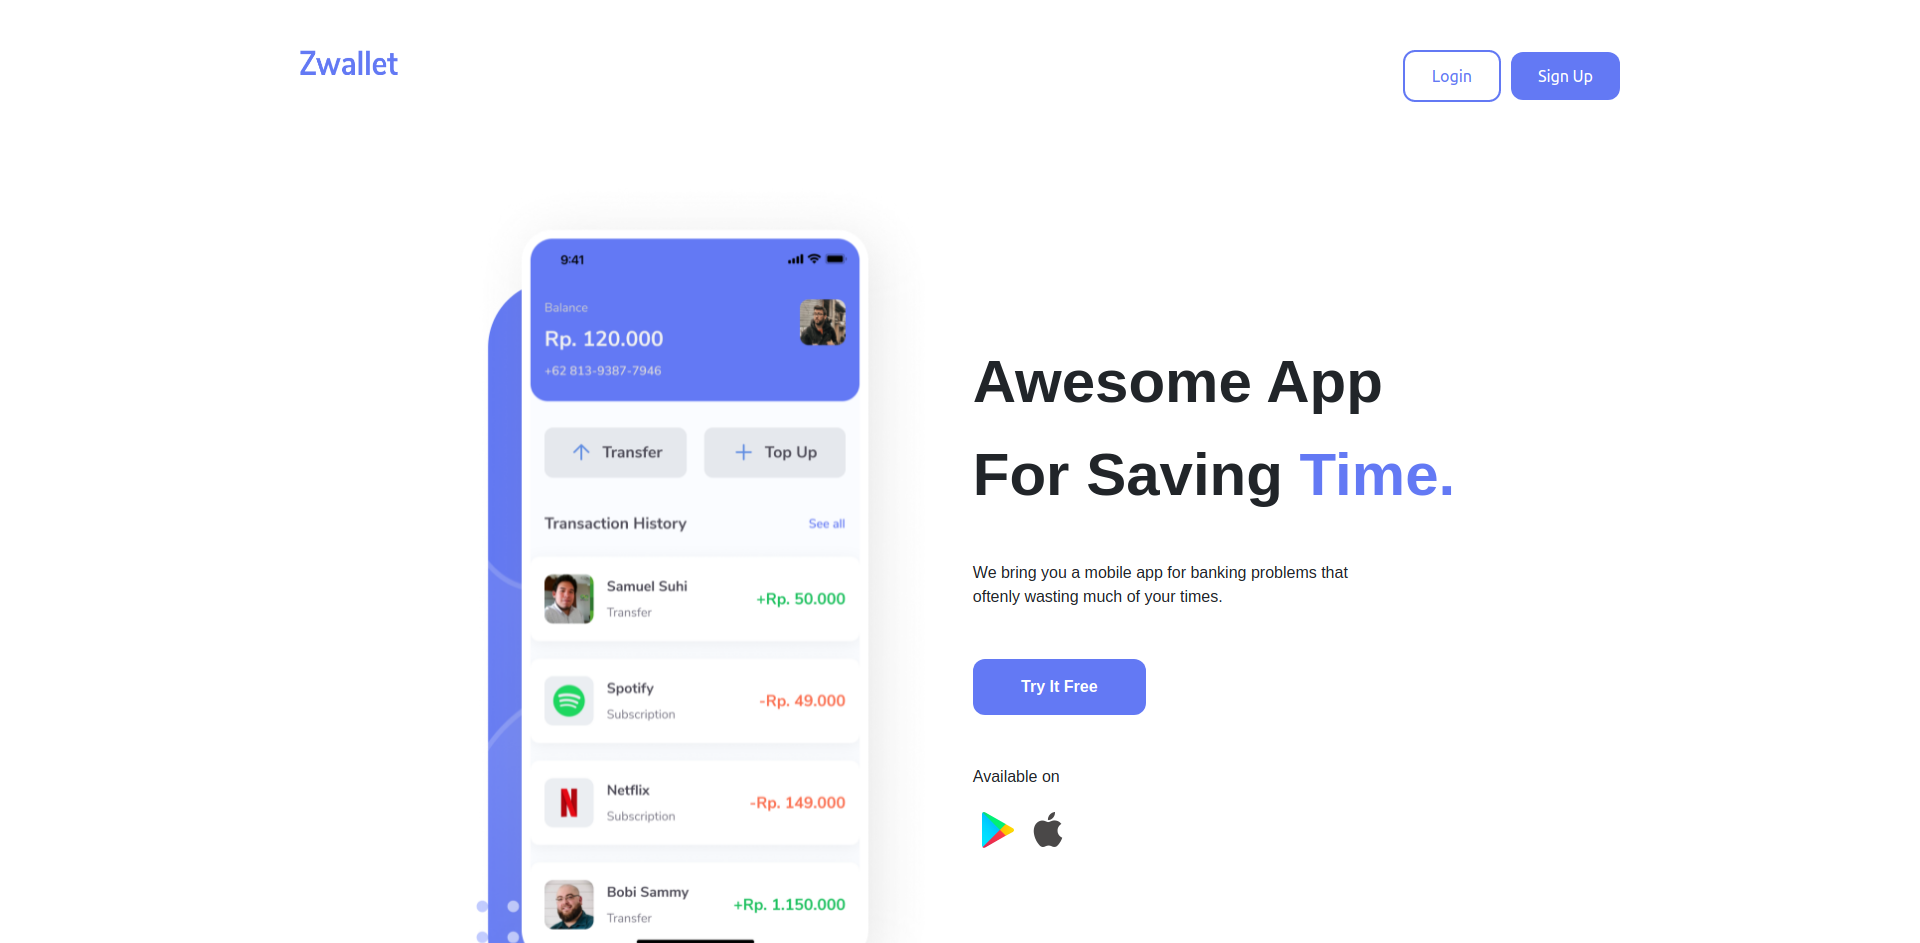 Zwallet
Login
Sign Up
9:41
Balance
Rp. 120.000
+62 813-9387-7946
Transfer
Top Up
Transaction History
See all
Samuel Suhi
Transfer
+Rp. 50.000
Spotify
Subscription
-Rp. 49.000
Netflix
Subscription
-Rp. 149.000
Bobi Sammy
Transfer
+Rp. 1.150.000
Awesome App
For Saving Time.
We bring you a mobile app for banking problems that
oftenly wasting much of your times.
Try It Free
Available on